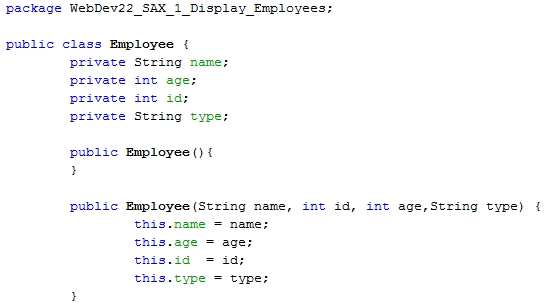 package WebDev22_SAX_1_Display_Employees;

public class Employee {
        private String name;
        private int age;
        private int id;
        private String type;

        public Employee(){
        }

        public Employee(String name, int id, int age,String type) {
                this.name = name;
                this.age = age;
                this.id  = id;
                this.type = type;
        }